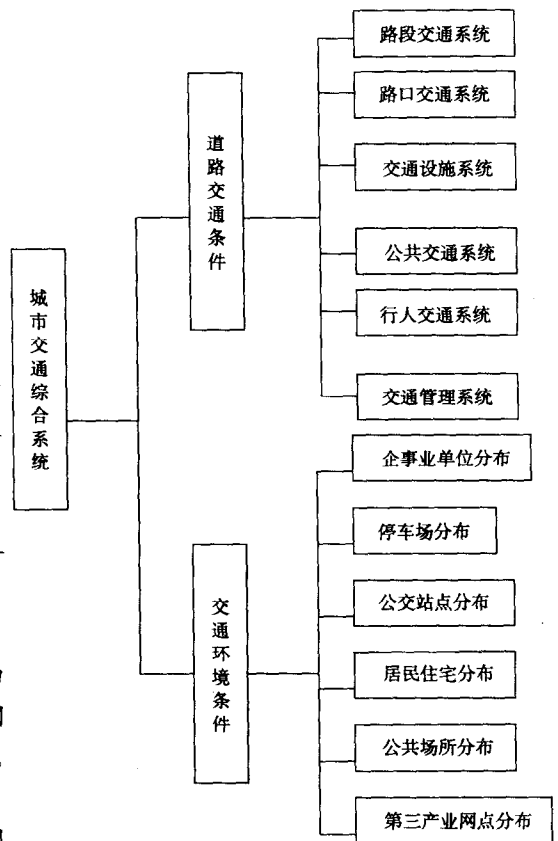 城市交通综合系统
道路交通条件
路段交通系统
路口交通系统
交通设施系统
公共交通系统
行人交通系统
交通管理系统
交通环境条件
企事业单位分布
停车场分布
公交站点分布
居民住宅分布
公共场所分布
第三产业网点分布